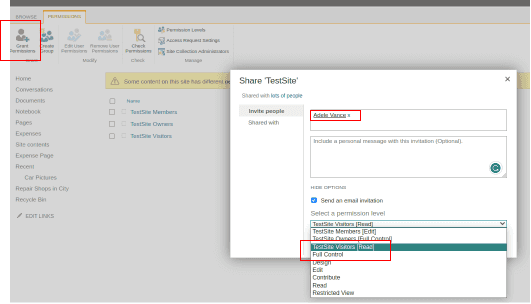 BROWSE
PERMISSIONS
Grant Permissions
Create Group
Edit User Permissions
Remove User Permissions
Check Permissions
Permission Levels
Access Request Settings
Site Collection Administrators
Modify
Check
Manage
Home
Conversations
Documents
Notebook
Pages
Expenses
Site contents
Expense Page
Recent
Car Pictures
Repair Shops in City
Recycle Bin
EDIT LINKS
Some content on this site has different
Name
TestSite Members
TestSite Owners
TestSite Visitors
Share 'TestSite'
Shared with lots of people
Invite people
Shared with
Adele Vance x
Include a personal message with this invitation (Optional).
HIDE OPTIONS
Send an email invitation
Select a permission level
TestSite Visitors [Read]
TestSite Members [Edit]
TestSite Owners [Full Control]
TestSite Visitors [Read]
Full Control
Design
Edit
Contribute
Read
Restricted View